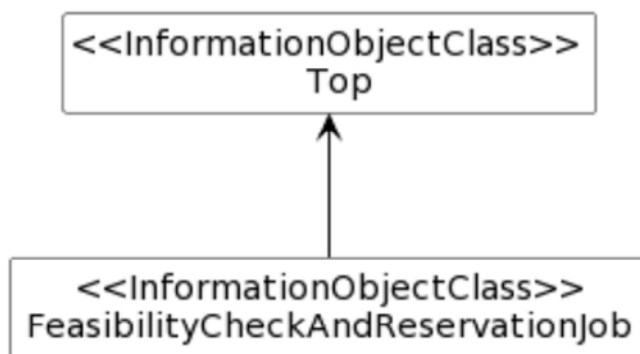 <<InformationObjectClass>>
Top
<<InformationObjectClass>>
FeasibilityCheckAndReservationJob